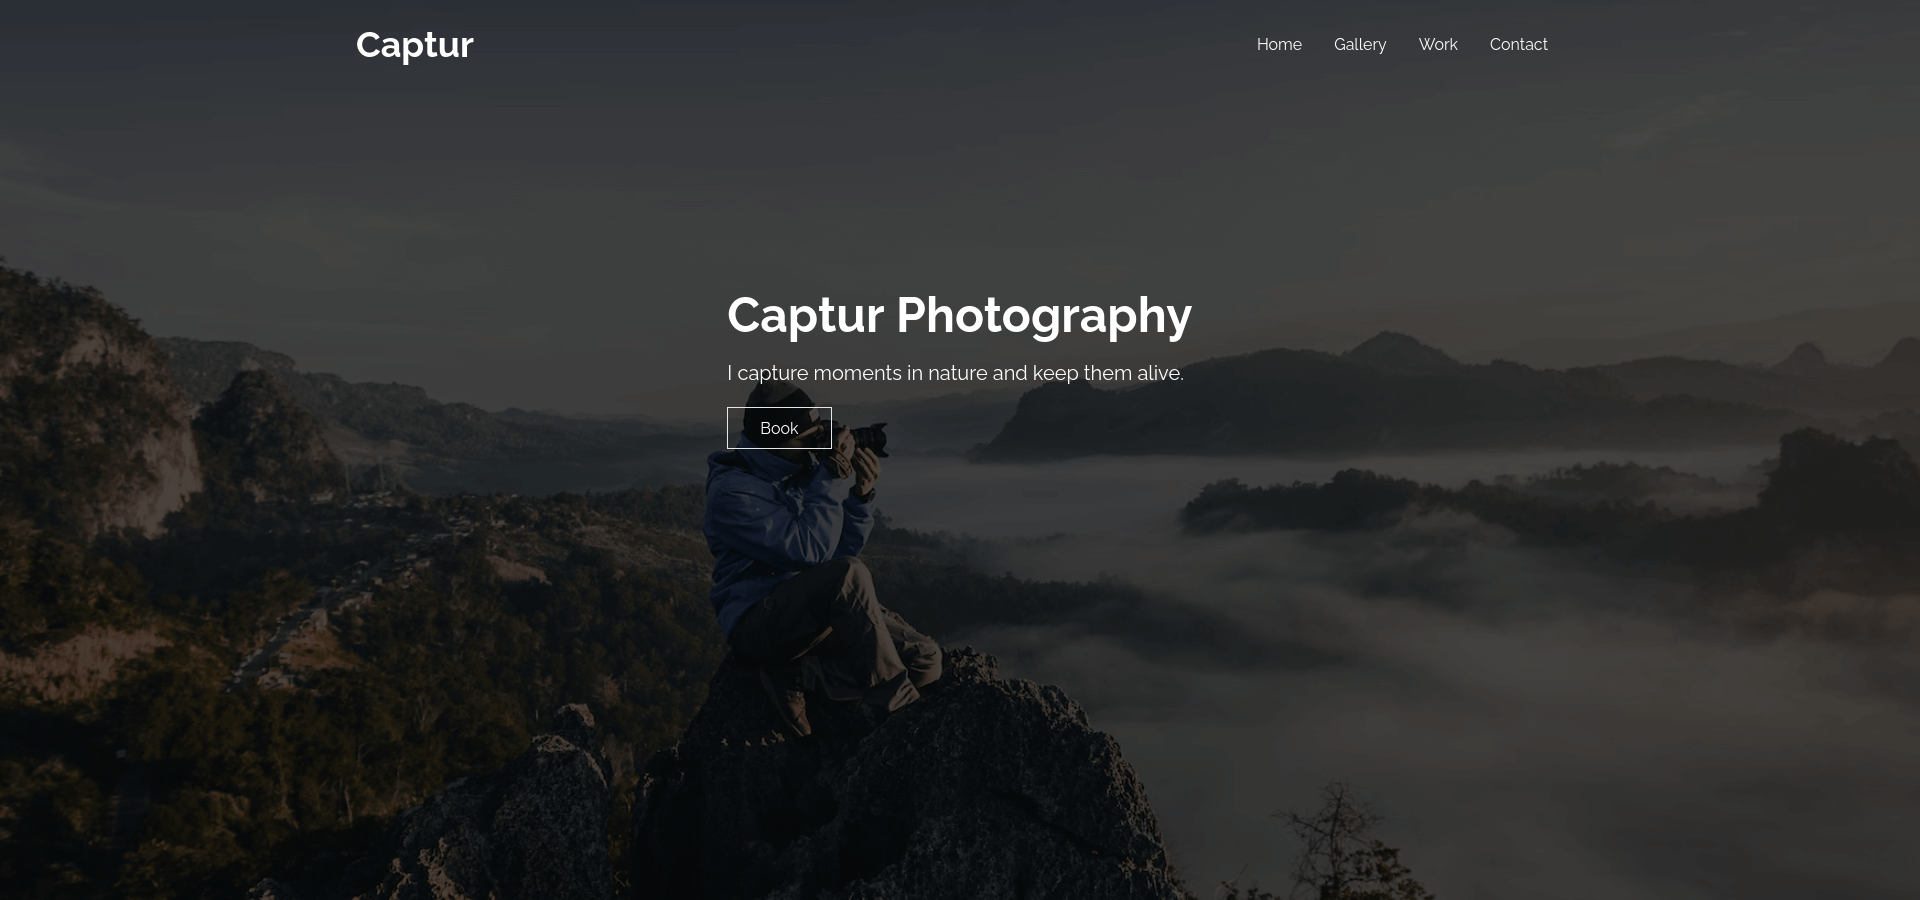 Captur
Home Gallery Work Contact
Captur Photography
I capture moments in nature and keep them alive.
Book